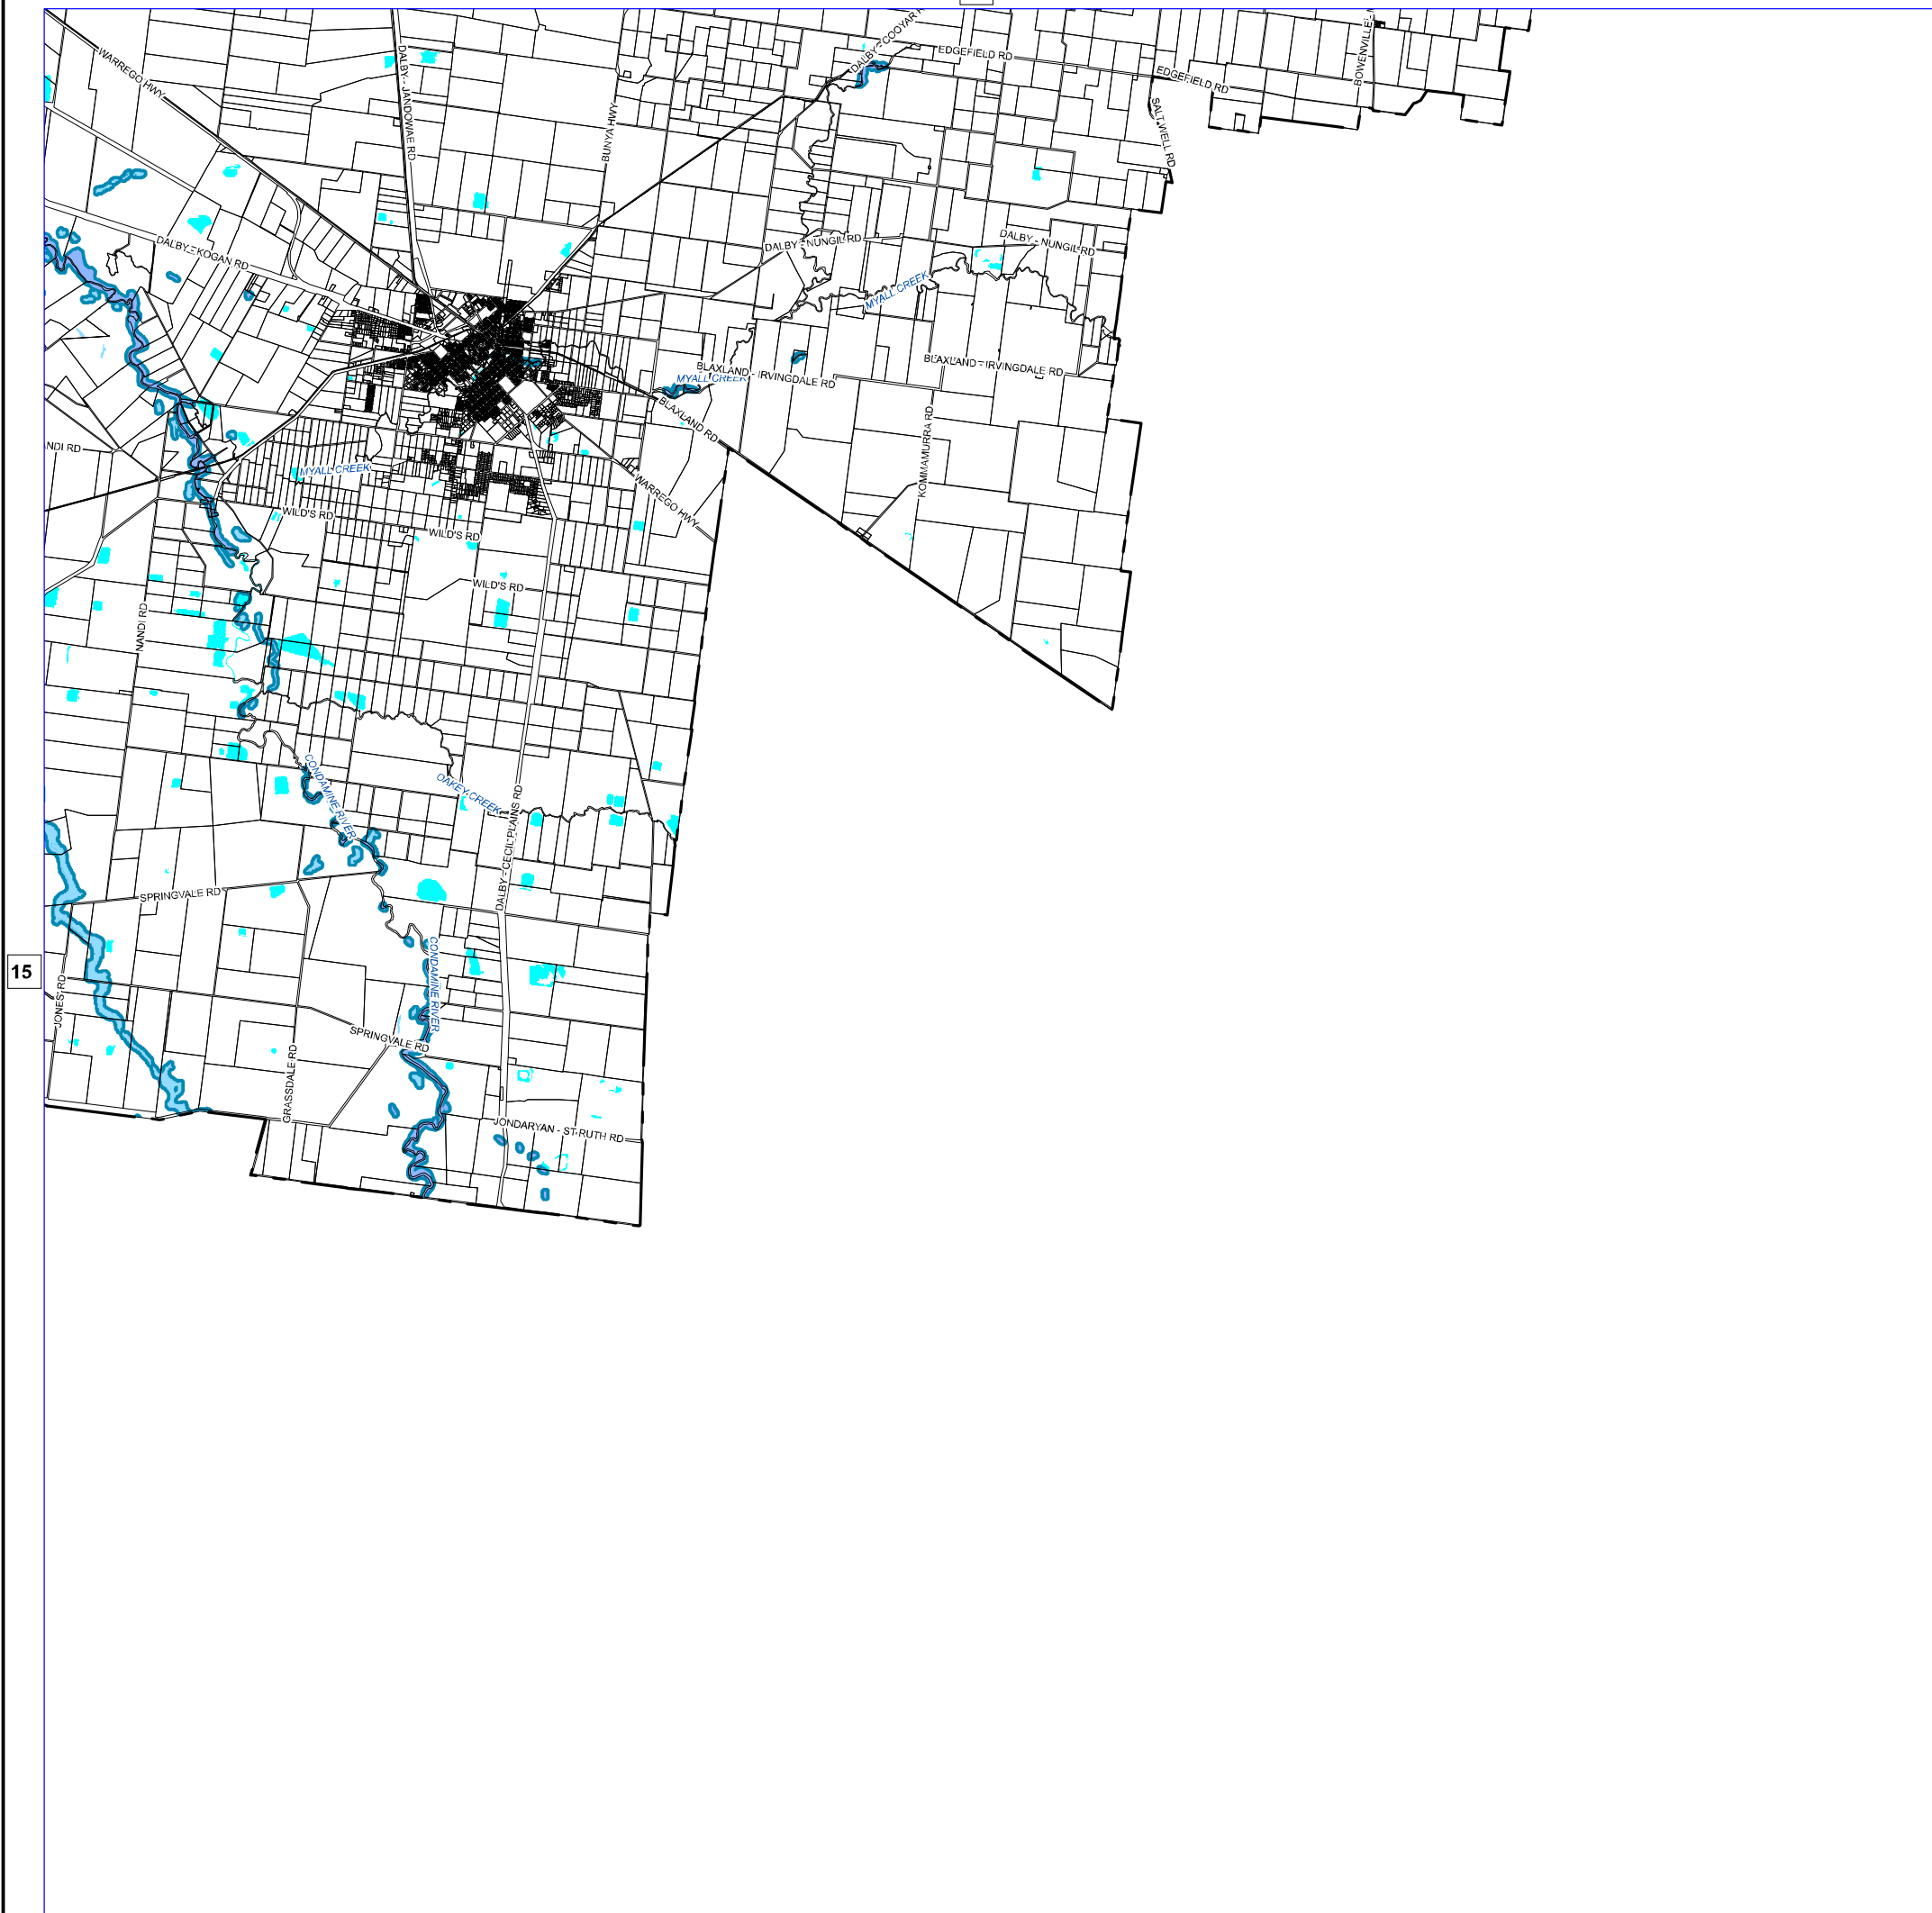 DALBY - COOYAR
EDGEFIELD RD
WARREGO HWY
DALBY - JANDOWAE RD
BOWENVILLE -
EDGEFIELD RD
BUNYA HWY
SALT WELL RD
DALBY - KOGAN RD
DALBY - NUNGIL RD
DALBY - NUNGIL RD
MYALL CREEK
BLAXLAND - IRVINGDALE RD
BLAXLAND - IRVINGDALE RD
MYALL CREEK
BLAXLAND RD
KOMMAMURRA RD
NDI RD
MYALL CREEK
WARREGO HWY
WILD'S RD
WILD'S RD
WILD'S RD
NANDI RD
CONDAMINE RIVER
OAKEY CREEK
DALBY - CECIL PLAINS RD
SPRINGVALE RD
15
CONDAMINE RIVER
JONES RD
SPRINGVALE RD
GRASSDALE RD
JONDARYAN - ST RUTH RD